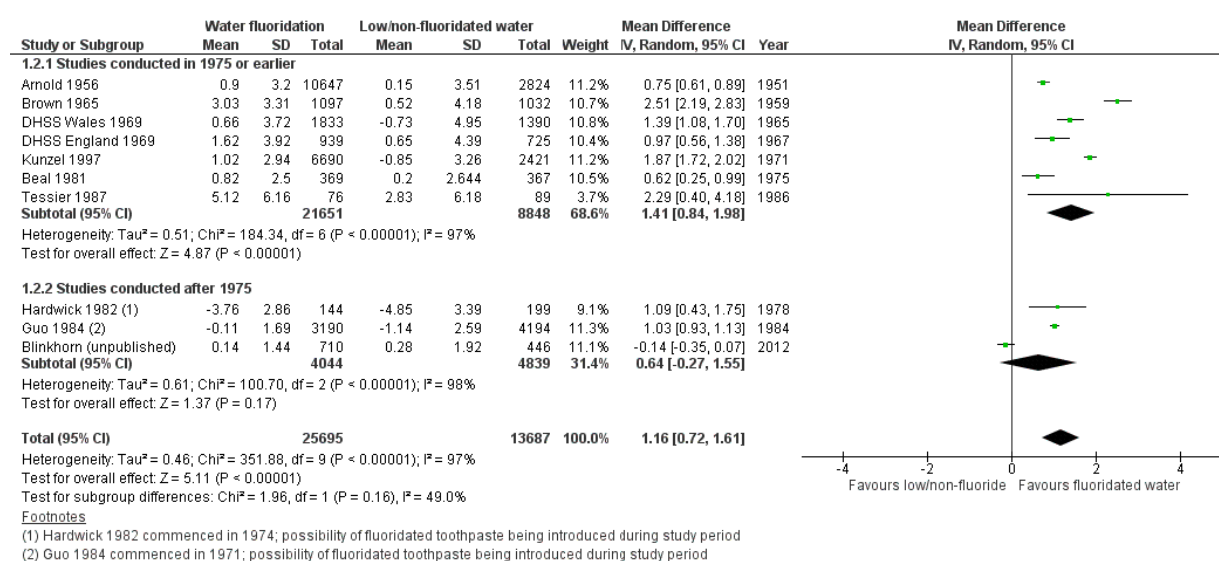 Water fluoridation Low/non-fluoridated water Mean Difference Mean Difference
Study or Subgroup Mean SD Total Mean SD Total Weight IV, Random, 95% CI Year IV, Random, 95% CI
1.2.1 Studies conducted in 1975 or earlier
Arnold 1956 0.9 3.2 10647 0.15 3.51 2824 11.2% 0.75 [0.61, 0.89] 1951
Brown 1965 3.03 3.31 1097 0.52 4.18 1032 10.7% 2.51 [2.19, 2.83] 1959
DHSS Wales 1969 0.66 3.72 1833 -0.73 4.95 1390 10.8% 1.39 [1.08, 1.70] 1965
DHSS England 1969 1.62 3.92 939 0.65 4.39 725 10.4% 0.97 [0.56, 1.38] 1967
Kunzel 1997 1.02 2.94 6690 -0.85 3.26 2421 11.2% 1.87 [1.72, 2.02] 1971
Beal 1981 0.82 2.5 369 0.2 2.644 367 10.5% 0.62 [0.25, 0.99] 1975
Tessier 1987 5.12 6.16 76 2.83 6.18 89 3.7% 2.29 [0.40, 4.18] 1986
Subtotal (95% CI) 21651 8848 68.6% 1.41 [0.84, 1.98]
Heterogeneity: Tau² = 0.51; Chi² = 184.34, df = 6 (P < 0.00001); I² = 97%
Test for overall effect: Z = 4.87 (P < 0.00001)
1.2.2 Studies conducted after 1975
Hardwick 1982 (1) -3.76 2.86 144 -4.85 3.39 199 9.1% 1.09 [0.43, 1.75] 1978
Guo 1984 (2) -0.11 1.69 3190 -1.14 2.59 4194 11.3% 1.03 [0.93, 1.13] 1984
Blinkhorn (unpublished) 0.14 1.44 710 0.28 1.92 446 11.1% -0.14 [-0.35, 0.07] 2012
Subtotal (95% CI) 4044 4839 31.4% 0.64 [-0.27, 1.55]
Heterogeneity: Tau² = 0.61; Chi² = 100.70, df = 2 (P < 0.00001); I² = 98%
Test for overall effect: Z = 1.37 (P = 0.17)
Total (95% CI) 25695 13687 100.0% 1.16 [0.72, 1.61]
Heterogeneity: Tau² = 0.46; Chi² = 351.88, df = 9 (P < 0.00001); I² = 97%
Test for overall effect: Z = 5.11 (P < 0.00001)
Test for subgroup differences: Chi² = 1.96, df = 1 (P = 0.16), I² = 49.0%
-4 -2 0 2 4
Favours low/non-fluoride Favours fluoridated water
Footnotes
(1) Hardwick 1982 commenced in 1974; possibility of fluoridated toothpaste being introduced during study period
(2) Guo 1984 commenced in 1971; possibility of fluoridated toothpaste being introduced during study period